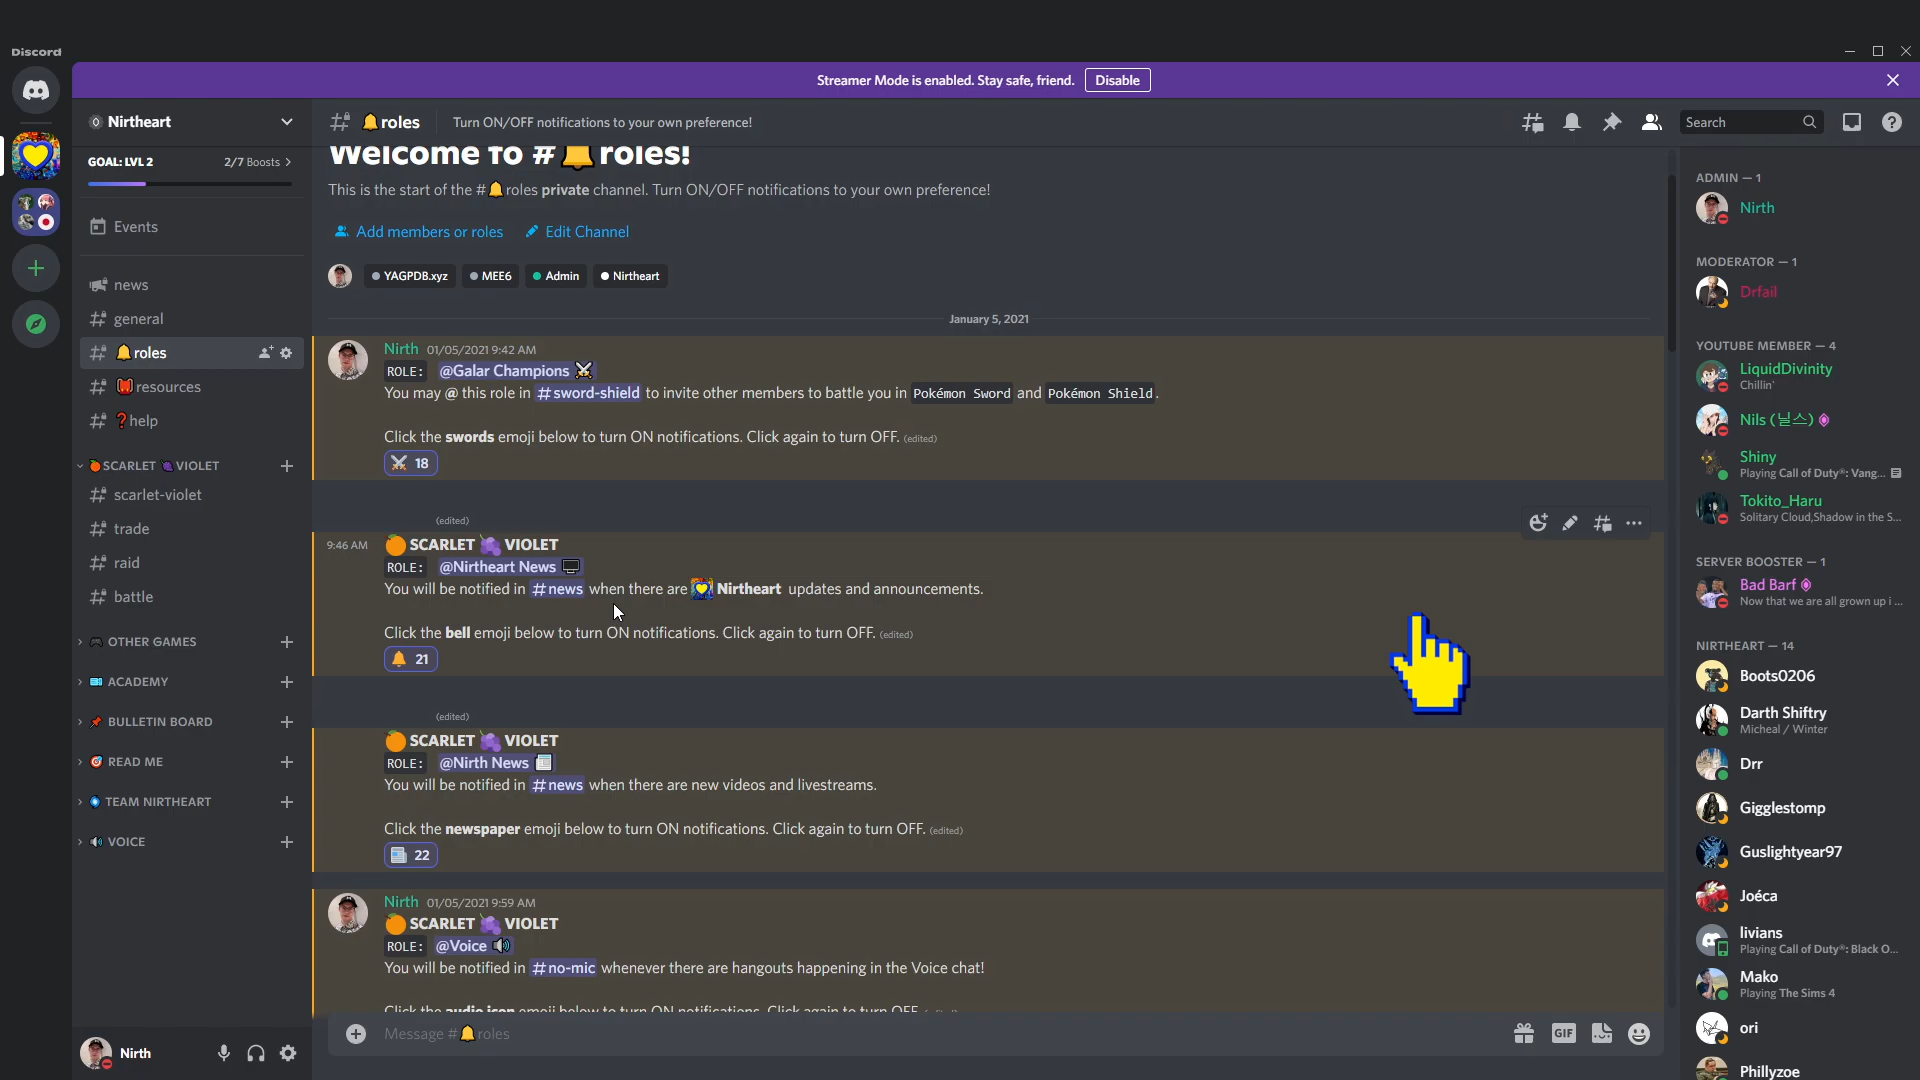 Discord
Streamer Mode is enabled. Stay safe, friend. Disable
Nirtheart
GOAL: LVL 2 2/7 Boosts
Events
news
general
roles
resources
help
SCARLET VIOLET
scarlet-violet
trade
raid
battle
OTHER GAMES
ACADEMY
BULLETIN BOARD
READ ME
TEAM NIRTHEART
VOICE
Nirth
roles Turn ON/OFF notifications to your own preference!
Search
Welcome to # roles!
This is the start of the # roles private channel. Turn ON/OFF notifications to your own preference!
Add members or roles Edit Channel
YAGPDB.xyz MEE6 Admin Nirtheart
January 5, 2021
Nirth 01/05/2021 9:42 AM
ROLE: @Galar Champions
You may @ this role in #sword-shield to invite other members to battle you in Pokémon Sword and Pokémon Shield.
Click the swords emoji below to turn ON notifications. Click again to turn OFF. (edited)
18
(edited)
9:46 AM SCARLET VIOLET
ROLE: @Nirtheart News
You will be notified in #news when there are Nirtheart updates and announcements.
Click the bell emoji below to turn ON notifications. Click again to turn OFF. (edited)
21
(edited)
SCARLET VIOLET
ROLE: @Nirth News
You will be notified in #news when there are new videos and livestreams.
Click the newspaper emoji below to turn ON notifications. Click again to turn OFF. (edited)
22
Nirth 01/05/2021 9:59 AM
SCARLET VIOLET
ROLE: @Voice
You will be notified in #no-mic whenever there are hangouts happening in the Voice chat!
Click the audio icon emoji below to turn ON notifications. Click again to turn OFF.
Message # roles
GIF
ADMIN — 1
Nirth
MODERATOR — 1
Drfail
YOUTUBE MEMBER — 4
LiquidDivinity
Chillin'
Nils (닐스)
Shiny
Playing Call of Duty®: Vang...
Tokito_Haru
Solitary Cloud,Shadow in the S...
SERVER BOOSTER — 1
Bad Barf
Now that we are all grown up i ...
NIRTHEART — 14
Boots0206
Darth Shiftry
Micheal / Winter
Drr
Gigglestomp
Guslightyear97
Joéca
livians
Playing Call of Duty®: Black O...
Mako
Playing The Sims 4
ori
Phillyzoe